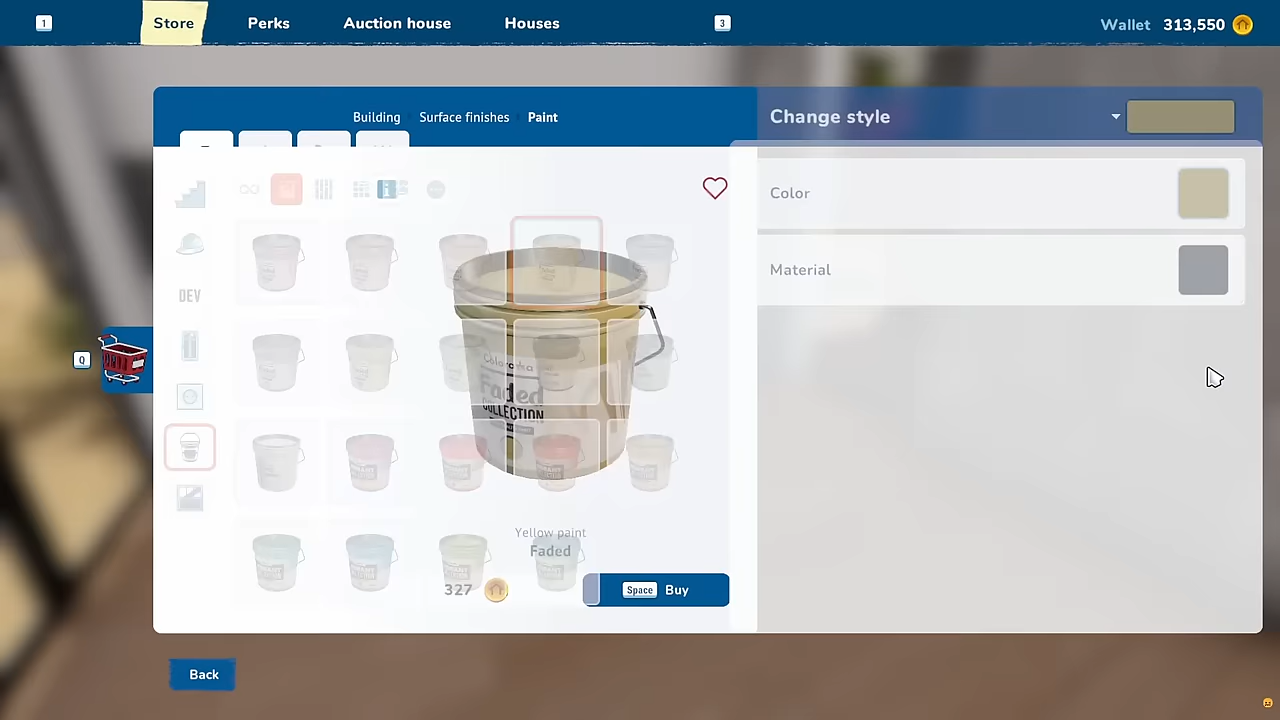 1
Store
Perks
Auction house
Houses
3
Wallet 313,550
Building Surface finishes Paint
Change style
Color
Material
DEV
Q
Faded
COLLECTION
Yellow paint
Faded
327
Space Buy
Back